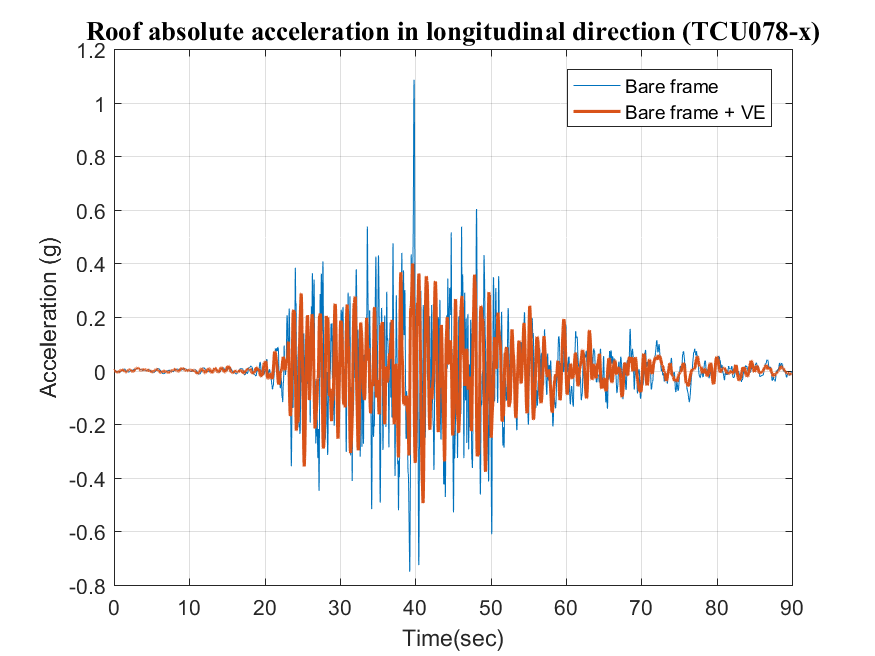 Roof absolute acceleration in longitudinal direction (TCU078-x)
Bare frame
Bare frame + VE
Acceleration (g)
1.2
1
0.8
0.6
0.4
0.2
0
-0.2
-0.4
-0.6
-0.8
0 10 20 30 40 50 60 70 80 90
Time(sec)